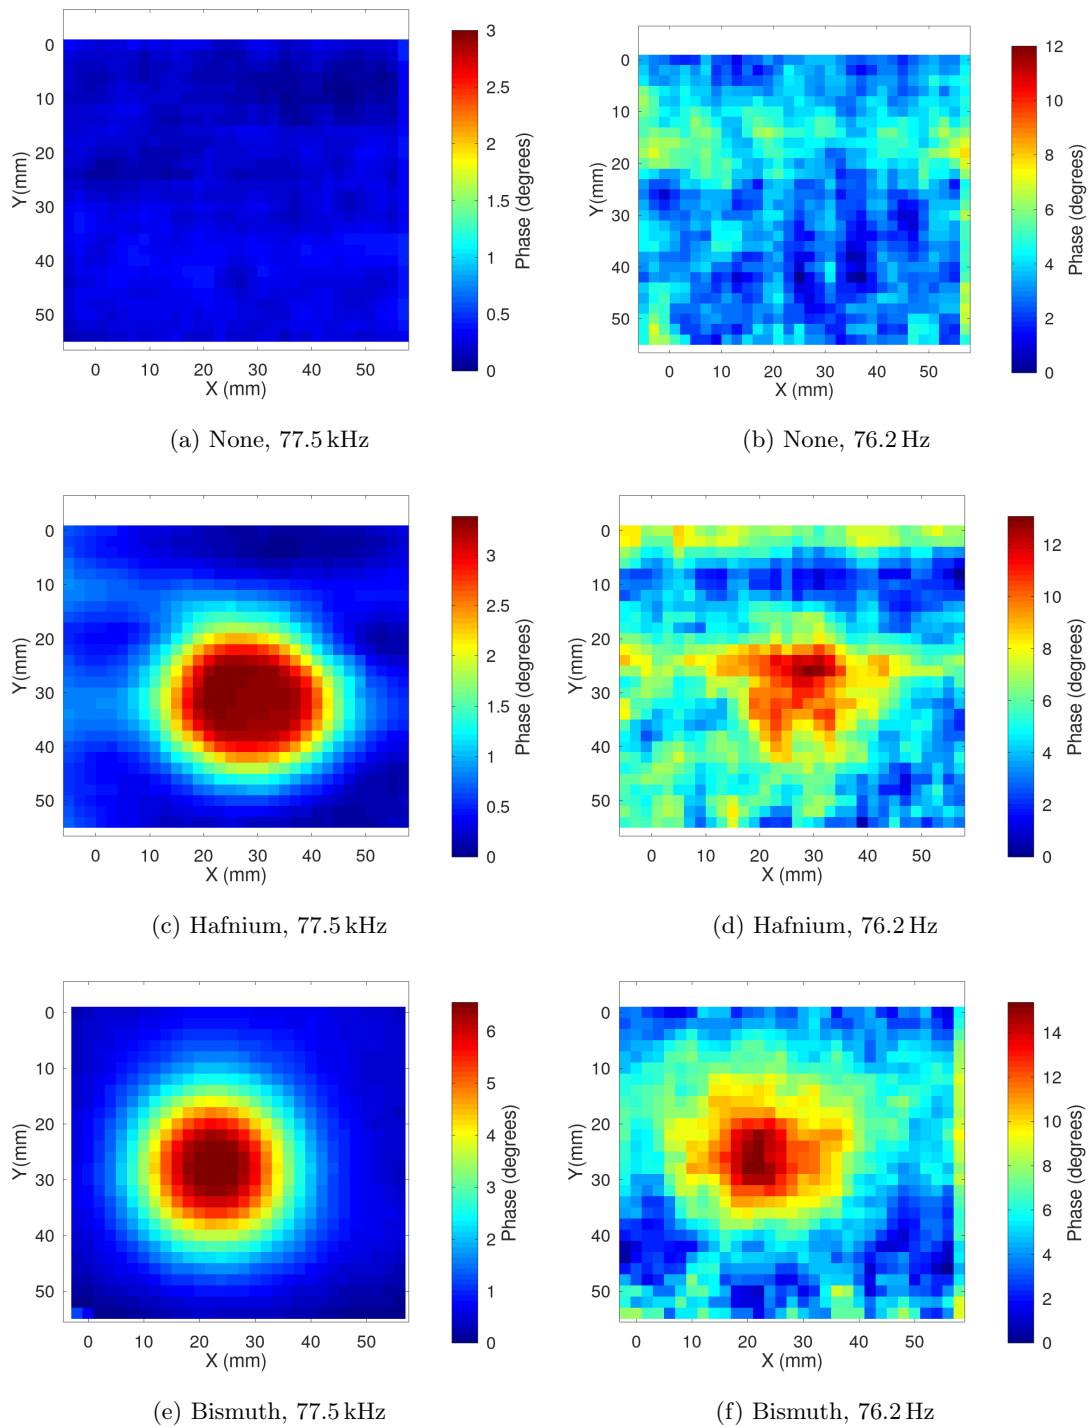 0
10
20
30
40
50
Y(mm)
0 10 20 30 40 50
X (mm)
3
2.5
2
1.5
1
0.5
0
Phase (degrees)
(a) None, 77.5 kHz
0
10
20
30
40
50
Y(mm)
0 10 20 30 40 50
X (mm)
12
10
8
6
4
2
0
Phase (degrees)
(b) None, 76.2 Hz
0
10
20
30
40
50
Y(mm)
0 10 20 30 40 50
X (mm)
3
2.5
2
1.5
1
0.5
0
Phase (degrees)
(c) Hafnium, 77.5 kHz
0
10
20
30
40
50
Y(mm)
0 10 20 30 40 50
X (mm)
12
10
8
6
4
2
0
Phase (degrees)
(d) Hafnium, 76.2 Hz
0
10
20
30
40
50
Y(mm)
0 10 20 30 40 50
X (mm)
6
5
4
3
2
1
0
Phase (degrees)
(e) Bismuth, 77.5 kHz
0
10
20
30
40
50
Y(mm)
0 10 20 30 40 50
X (mm)
14
12
10
8
6
4
2
0
Phase (degrees)
(f) Bismuth, 76.2 Hz